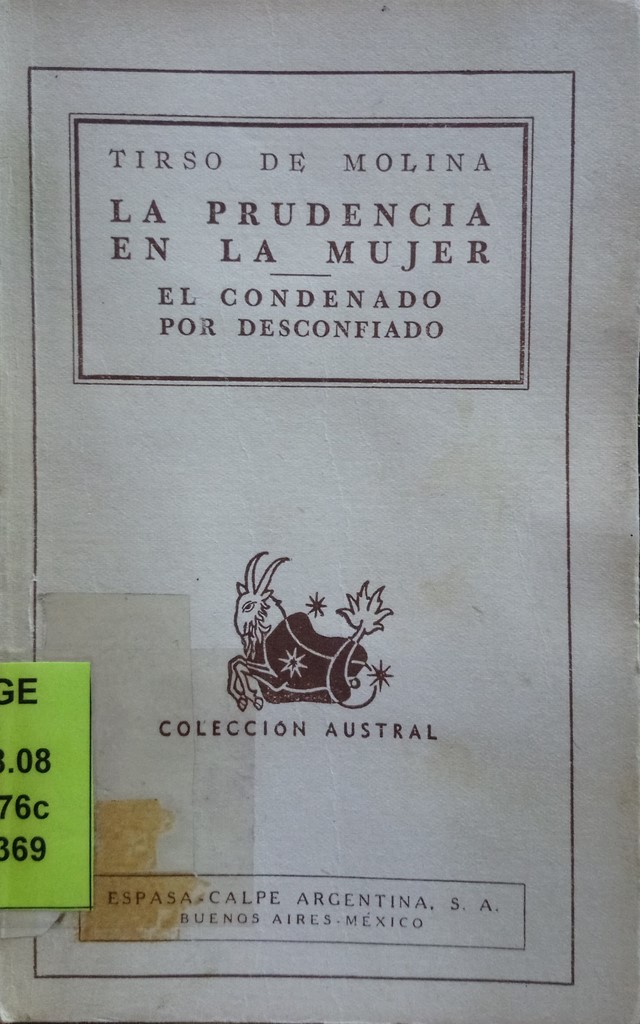 TIRSO DE MOLINA
LA PRUDENCIA
EN LA MUJER
EL CONDENADO
POR DESCONFIADO
COLECCIÓN AUSTRAL
GE
3.08
76c
369
ESPASA-CALPE ARGENTINA, S. A.
BUENOS AIRES-MÉXICO